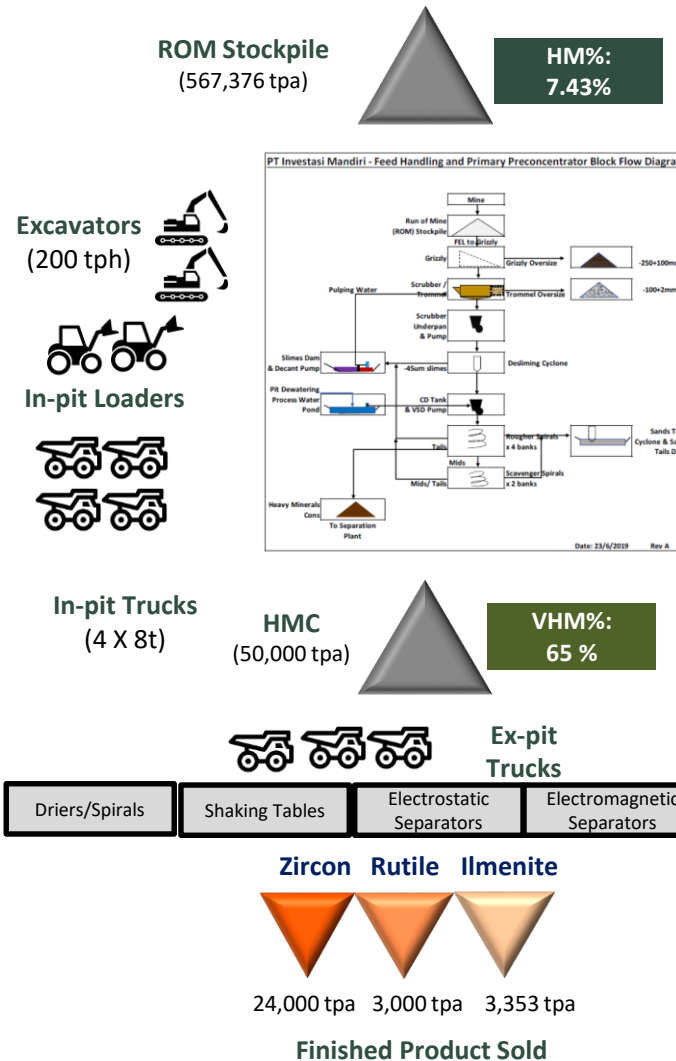 ROM Stockpile
(567,376 tpa)
HM%:
7.43%
PT Investasi Mandiri - Feed Handling and Primary Preconcentrator Block Flow Diagra
Excavators
(200 tph)
In-pit Loaders
Mine
Run of Mine
(ROM) Stockpile
FEL to Grizzly
Grizzly
Grizzly Oversize
-250+100m
Pulping Water
Scrubber /
Trommel
Trommel Oversize
-100+2mm
Scrubber
Underpan
& Pump
Slimes Dam
& Decant Pump
-45um slimes
Desliming Cyclone
Pit Dewatering
Process Water
Pond
CD Tank
& VSD Pump
Tails
Rougher Spirals
x 4 banks
Sands T
Cyclone & Sa
Tails D
Mids
Mids/ Tails
Scavenger Spirals
x 2 banks
Heavy Minerals
Cons
To Separation
Plant
Date: 23/6/2019
Rev A
In-pit Trucks
(4 X 8t)
HMC
(50,000 tpa)
VHM%:
65 %
Ex-pit
Trucks
Driers/Spirals
Shaking Tables
Electrostatic
Separators
Electromagnetic
Separators
Zircon Rutile Ilmenite
24,000 tpa 3,000 tpa 3,353 tpa
Finished Product Sold